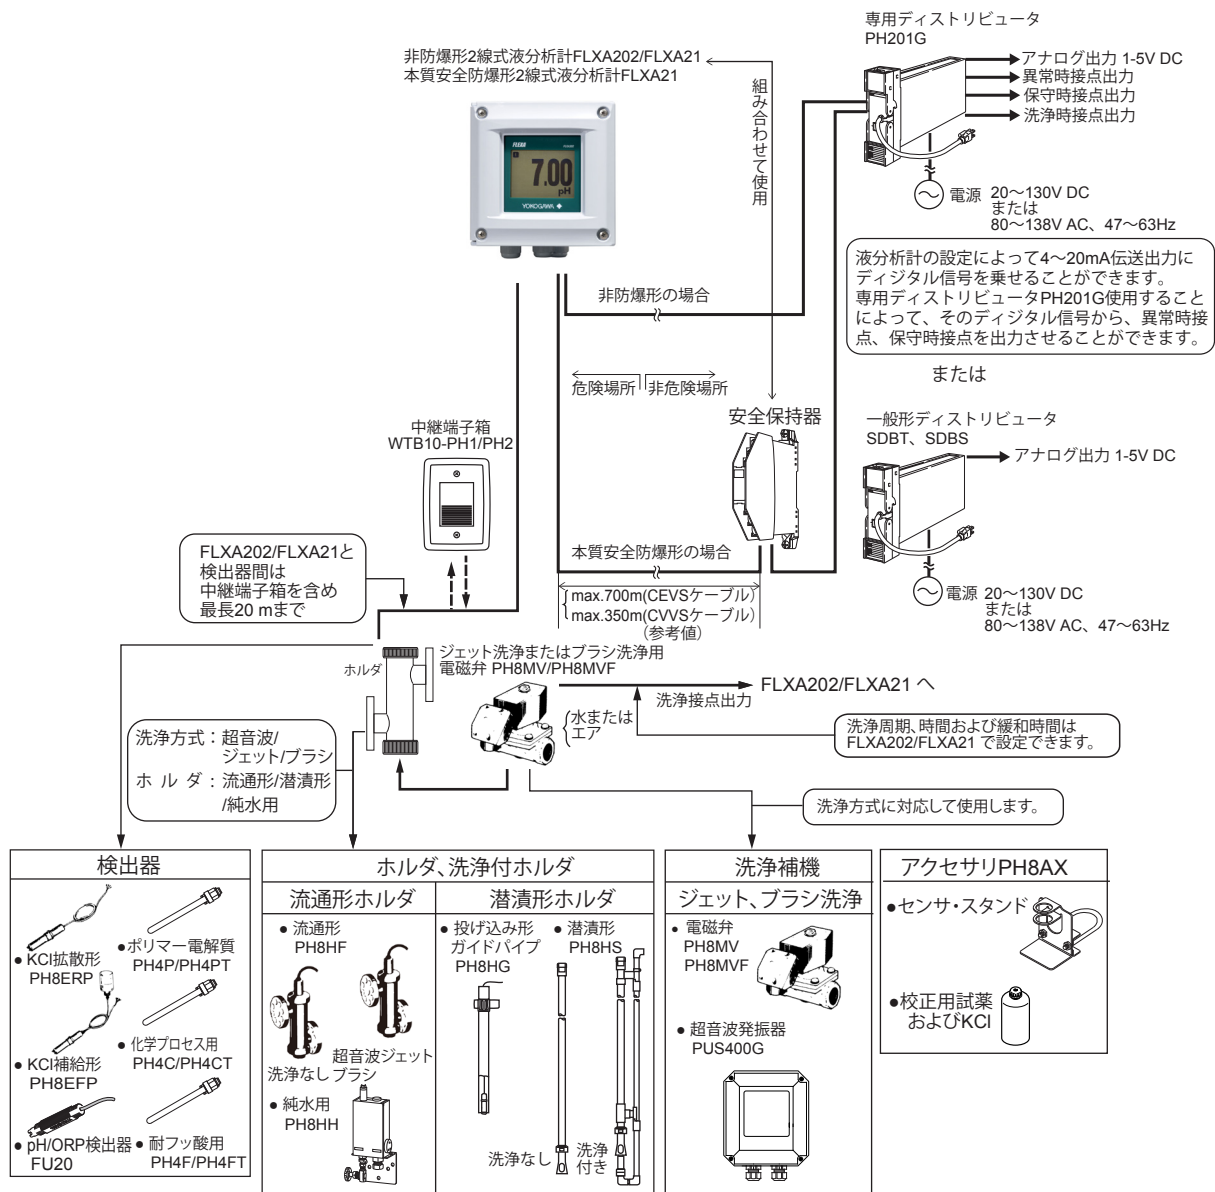 専用ディストリビュータ
PH201G
アナログ出力 1-5V DC
異常時接点出力
保守時接点出力
洗浄時接点出力
電源 20～130V DC
または
80～138V AC、47～63Hz
非防爆形2線式液分析計FLXA202/FLXA21
本質安全防爆形2線式液分析計FLXA21
組み合わせて使用
FLEXA
7.00
pH
YOKOGAWA
液分析計の設定によって4～20mA伝送出力に
ディジタル信号を乗せることができます。
専用ディストリビュータPH201G使用すること
によって、そのディジタル信号から、異常時接
点、保守時接点を出力させることができます。
または
非防爆形の場合
危険場所
非危険場所
安全保持器
一般形ディストリビュータ
SDBT、SDBS
アナログ出力 1-5V DC
電源 20～130V DC
または
80～138V AC、47～63Hz
中継端子箱
WTB10-PH1/PH2
FLXA202/FLXA21と
検出器間は
中継端子箱を含め
最長20 mまで
本質安全防爆形の場合
max.700m(CEVSケーブル)
max.350m(CVVSケーブル)
(参考値)
ホルダ
ジェット洗浄またはブラシ洗浄用
電磁弁 PH8MV/PH8MVF
水または
エア
洗浄接点出力
FLXA202/FLXA21 へ
洗浄周期、時間および緩和時間は
FLXA202/FLXA21 で設定できます。
洗浄方式：超音波/
ジェット/ブラシ
ホルダ：流通形/潜漬形
/純水用
洗浄方式に対応して使用します。
検出器
• KCl拡散形
PH8ERP
• ポリマー電解質
PH4P/PH4PT
• KCl補給形
PH8EFP
• 化学プロセス用
PH4C/PH4CT
• pH/ORP検出器
FU20
• 耐フッ酸用
PH4F/PH4FT
ホルダ、洗浄付ホルダ
流通形ホルダ
• 流通形
PH8HF
洗浄なし
超音波ジェット
ブラシ
• 純水用
PH8HH
潜漬形ホルダ
• 投げ込み形
ガイドパイプ
PH8HG
• 潜漬形
PH8HS
洗浄なし
洗浄
付き
洗浄補機
ジェット、ブラシ洗浄
• 電磁弁
PH8MV
PH8MVF
• 超音波発振器
PUS400G
アクセサリPH8AX
•センサ・スタンド
•校正用試薬
およびKCl